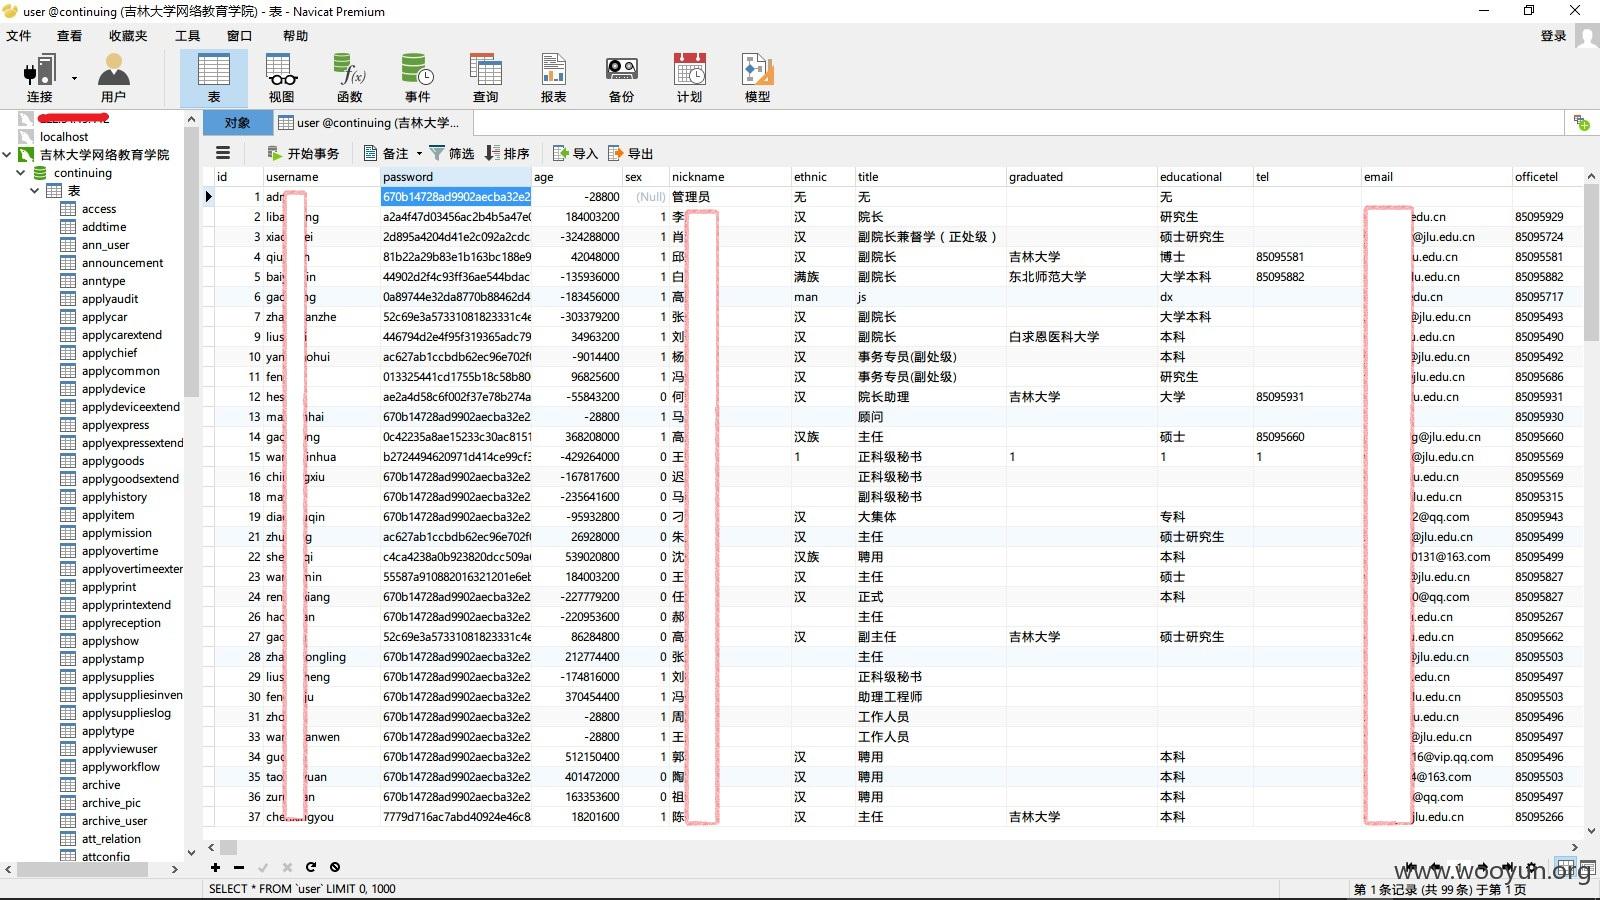 user @continuing (吉林大学网络教育学院) - 表 - Navicat Premium
文件 查看 收藏夹 工具 窗口 帮助 登录
连接 用户 表 视图 函数 事件 查询 报表 备份 计划 模型
对象 user @continuing (吉林大学...
开始事务 备注 筛选 排序 导入 导出
localhost
吉林大学网络教育学院
continuing
表
access
addtime
ann_user
announcement
anntype
applyaudit
applycar
applycarextend
applychief
applycommon
applydevice
applydeviceextend
applyexpress
applyexpressextend
applygoods
applygoodsextend
applyhistory
applyitem
applymission
applyovertime
applyovertimeexter
applyprint
applyprintextend
applyreception
applyshow
applystamp
applysupplies
applysuppliesinven
applysupplieslog
applytype
applyviewuser
applyworkflow
archive
archive_pic
archive_user
att_relation
attconfig
id username password age sex nickname ethnic title graduated educational tel email officetel
1 adn 670b14728ad9902aecba32e2 -28800 (Null) 管理员 无 无 无
2 liba ng a2a4f47d03456ac2b4b5a47e0 184003200 1 李 汉 院长 研究生 edu.cn 85095929
3 xiao ei 2d895a4204d41e2c092a2cdc -324288000 1 肖 汉 副院长兼督学（正处级） 硕士研究生 @jlu.edu.cn 85095724
4 qiu h 81b22a29b83e1b163bc188e9 42048000 1 邱 汉 副院长 吉林大学 博士 85095581 u.edu.cn 85095581
5 baiy in 44902d2f4c93ff36ae544bdac -135936000 1 白 满族 副院长 东北师范大学 大学本科 85095882 lu.edu.cn 85095882
6 gao ng 0a89744e32da8770b88462d4 -183456000 1 高 man js dx du.cn 85095717
7 zha anzhe 52c69e3a57331081823331c4e -303379200 1 张 汉 副院长 大学本科 @jlu.edu.cn 85095493
9 lius i 446794d2e4f95f319365adc79 34963200 1 刘 汉 副院长 白求恩医科大学 本科 lu.edu.cn 85095490
10 yan ohui ac627ab1ccbdb62ec96e702f -9014400 1 杨 汉 事务专员(副处级) 本科 @jlu.edu.cn 85095492
11 fen 013325441cd1755b18c58b80 96825600 1 冯 汉 事务专员(副处级) 研究生 jlu.edu.cn 85095686
12 hes ae2a4d58c6f002f37e78b274a -55843200 0 何 汉 院长助理 吉林大学 大学 85095931 u.edu.cn 85095931
13 ma hai 670b14728ad9902aecba32e2 -28800 1 马 顾问 85095930
14 gao ng 0c42235a8ae15233c30ac8151 368208000 1 高 汉族 主任 硕士 85095660 g@jlu.edu.cn 85095660
15 wan inhua b2724494620971d414ce99cf3 -429264000 0 王 1 正科级秘书 1 1 1 @jlu.edu.cn 85095569
16 chi gxiu 670b14728ad9902aecba32e2 -167817600 0 迟 正科级秘书 jlu.edu.cn 85095569
18 ma 670b14728ad9902aecba32e2 -235641600 0 马 副科级秘书 lu.edu.cn 85095315
19 dia uqin 670b14728ad9902aecba32e2 -95932800 0 刁 汉 大集体 专科 2@qq.com 85095943
21 zhu g ac627ab1ccbdb62ec96e702f 26928000 0 朱 汉 主任 硕士研究生 @jlu.edu.cn 85095499
22 she qi c4ca4238a0b923820dcc509a 539020800 0 沈 汉族 聘用 本科 0131@163.com 85095499
23 wan min 55587a910882016321201e6eb 184003200 0 王 汉 主任 硕士 @jlu.edu.cn 85095827
24 ren xiang 670b14728ad9902aecba32e2 -227779200 0 任 汉 正式 本科 0@qq.com 85095827
26 hao an 670b14728ad9902aecba32e2 -220953600 0 郝 主任 .edu.cn 85095267
27 gao 52c69e3a57331081823331c4e 86284800 0 高 汉 副主任 吉林大学 硕士研究生 u.edu.cn 85095662
28 zha ongling 670b14728ad9902aecba32e2 212774400 0 张 主任 @jlu.edu.cn 85095503
29 lius heng 670b14728ad9902aecba32e2 -174816000 1 刘 正科级秘书 .edu.cn 85095497
30 fen ju 670b14728ad9902aecba32e2 370454400 1 冯 助理工程师 lu.edu.cn 85095503
31 zho 670b14728ad9902aecba32e2 -28800 1 周 工作人员 du.edu.cn 85095496
33 wan anwen 670b14728ad9902aecba32e2 -28800 1 王 工作人员 @jlu.edu.cn 85095497
34 guo 670b14728ad9902aecba32e2 512150400 1 郭 汉 聘用 本科 16@vip.qq.com 85095496
35 tao yuan 670b14728ad9902aecba32e2 401472000 0 陶 汉 聘用 本科 4@163.com 85095503
36 zur an 670b14728ad9902aecba32e2 163353600 0 祖 汉 聘用 本科 @qq.com 85095497
37 che gyou 7779d716ac7abd40924e46c8 18201600 1 陈 汉 主任 吉林大学 本科 jlu.edu.cn 85095266
www.wooyun.org
SELECT * FROM `user` LIMIT 0, 1000
第 1 条记录 (共 99 条) 于第 1 页